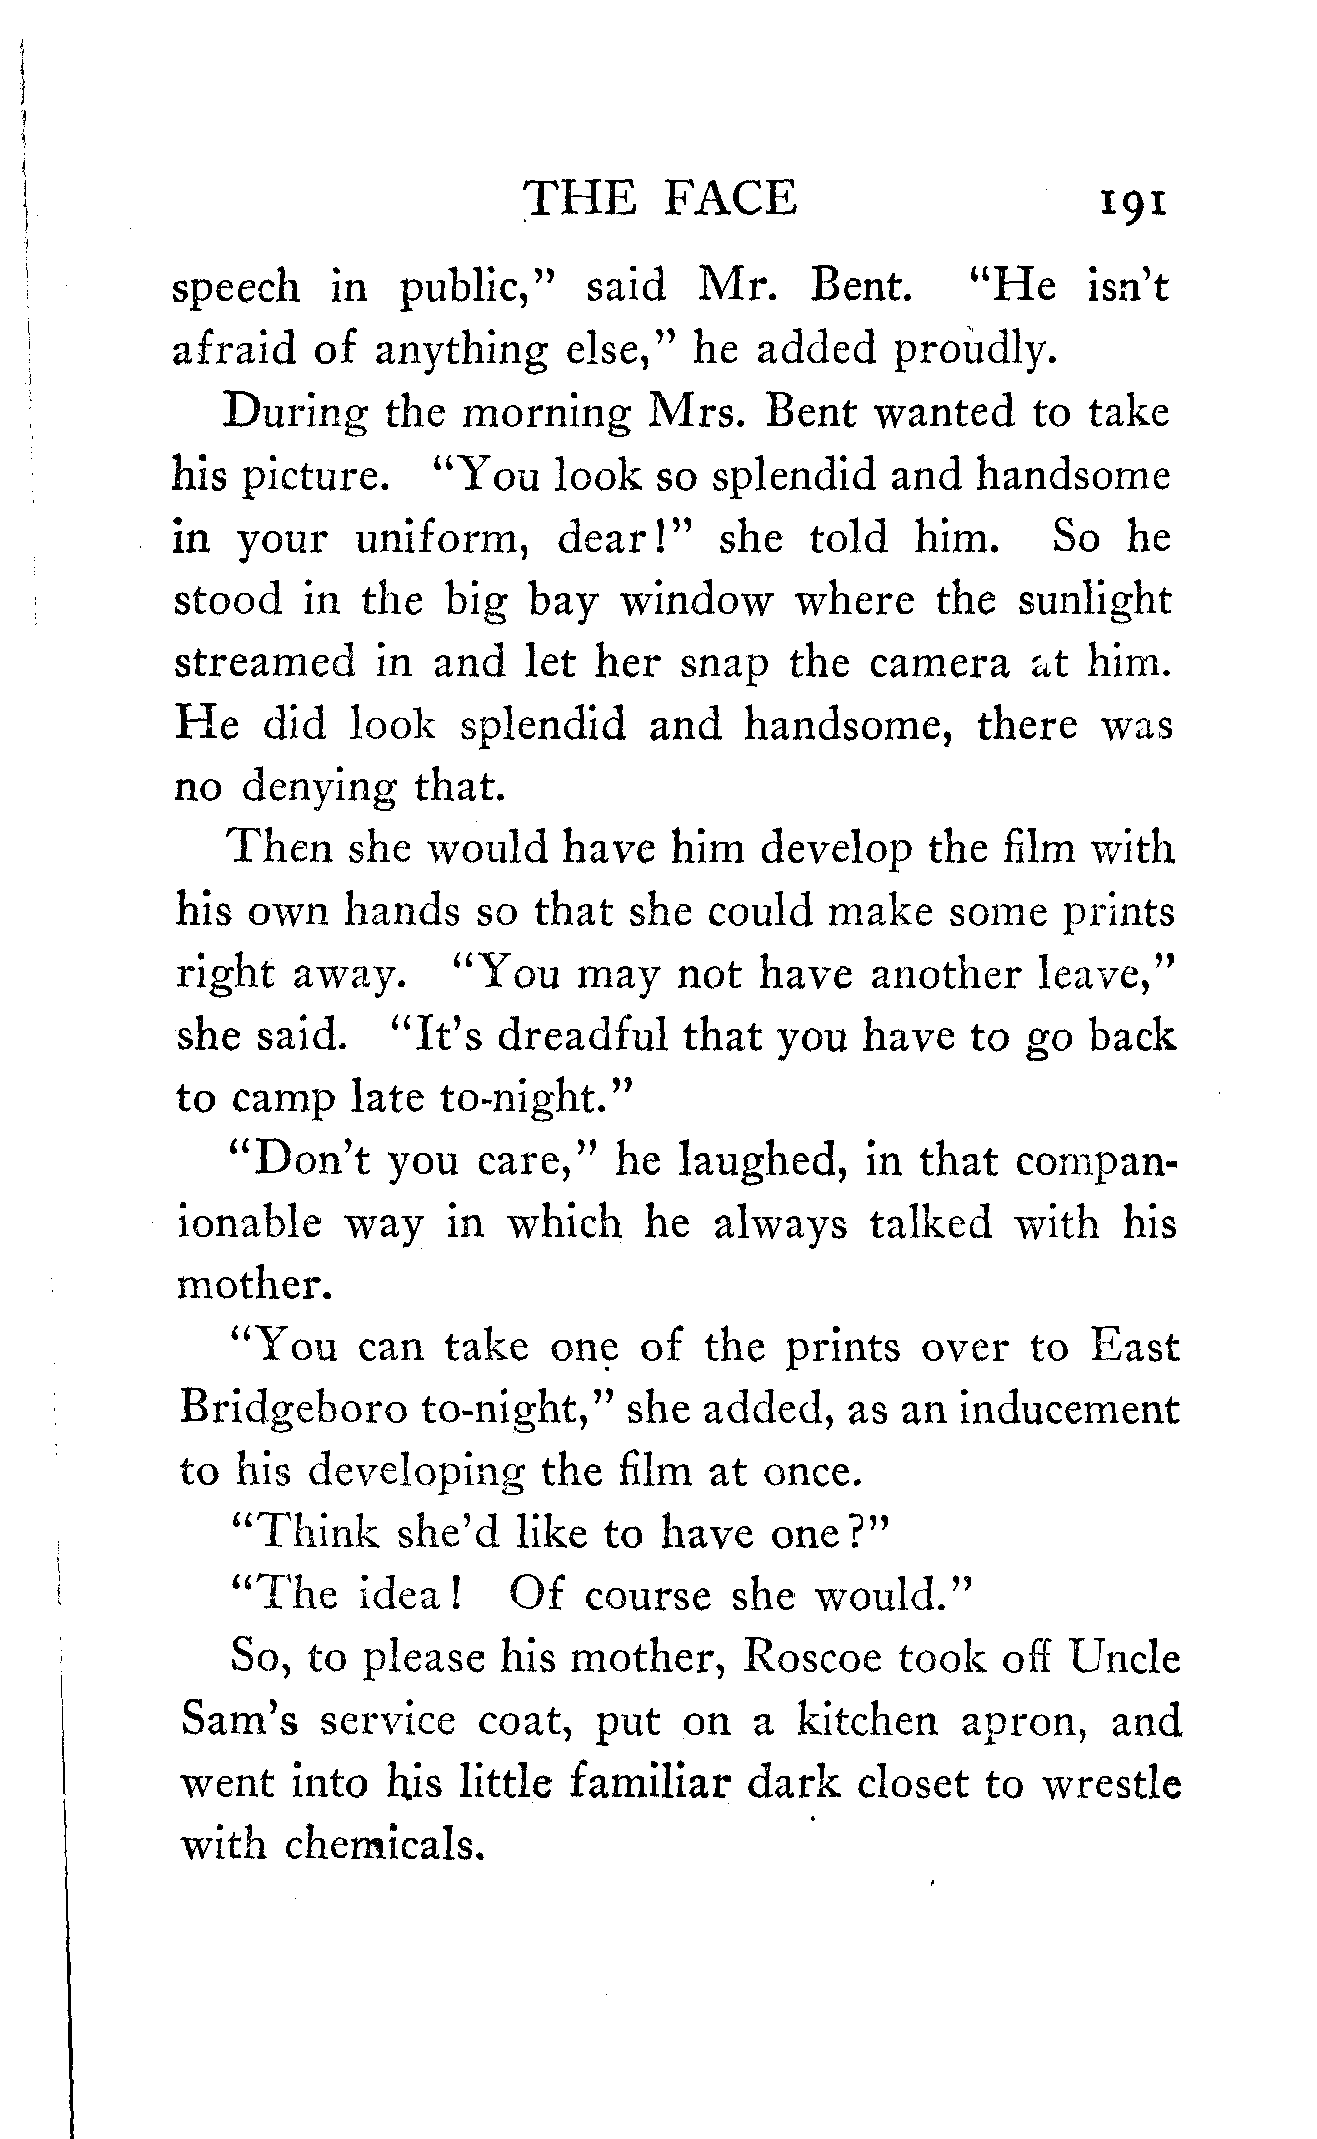 THE FACE 191
speech in public," said Mr. Bent. "He isn't
afraid of anything else," he added proudly.
During the morning Mrs. Bent wanted to take
his picture. "You look so splendid and handsome
in your uniform, dear!" she told him. So he
stood in the big bay window where the sunlight
streamed in and let her snap the camera at him.
He did look splendid and handsome, there was
no denying that.
Then she would have him develop the film with
his own hands so that she could make some prints
right away. "You may not have another leave,"
she said. "It's dreadful that you have to go back
to camp late to-night."
"Don't you care," he laughed, in that compan-
ionable way in which he always talked with his
mother.
"You can take one of the prints over to East
Bridgeboro to-night," she added, as an inducement
to his developing the film at once.
"Think she'd like to have one?"
"The idea! Of course she would."
So, to please his mother, Roscoe took off Uncle
Sam's service coat, put on a kitchen apron, and
went into his little familiar dark closet to wrestle
with chemicals.